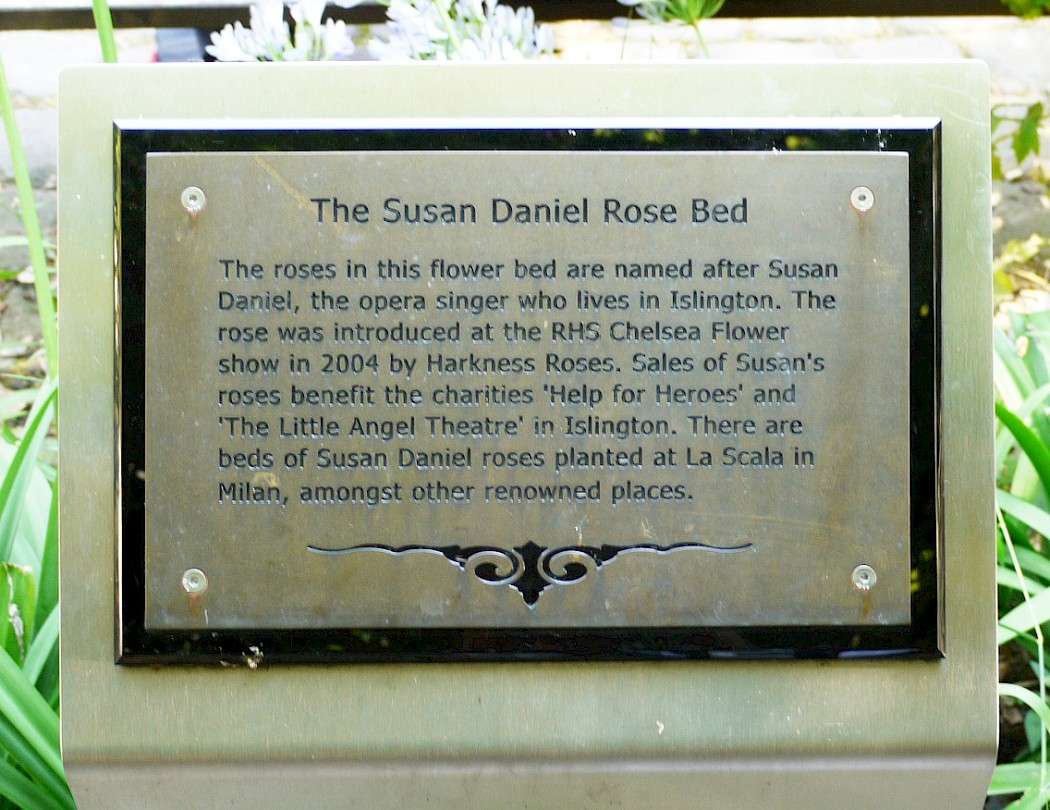 The Susan Daniel Rose Bed
The roses in this flower bed are named after Susan
Daniel, the opera singer who lives in Islington. The
rose was introduced at the RHS Chelsea Flower
show in 2004 by Harkness Roses. Sales of Susan's
roses benefit the charities 'Help for Heroes' and
'The Little Angel Theatre' in Islington. There are
beds of Susan Daniel roses planted at La Scala in
Milan, amongst other renowned places.